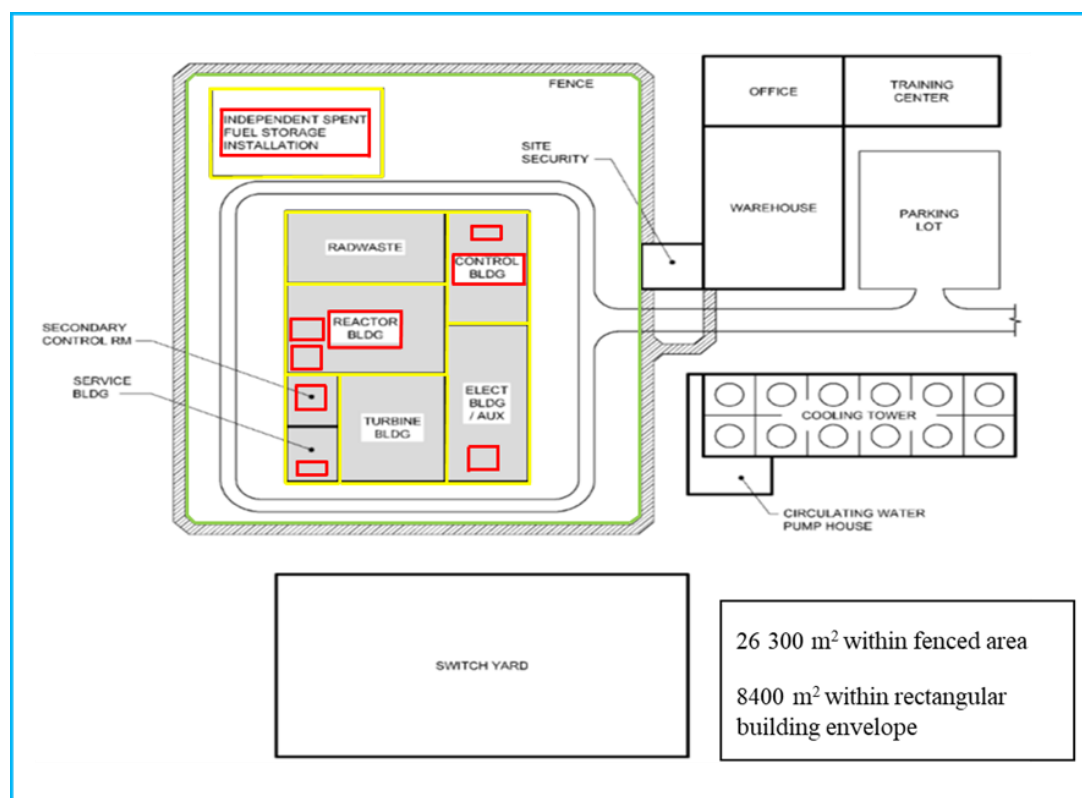 FENCE
INDEPENDENT SPENT
FUEL STORAGE
INSTALLATION
OFFICE
TRAINING
CENTER
SITE
SECURITY
WAREHOUSE
PARKING
LOT
RADWASTE
CONTROL
BLDG
REACTOR
BLDG
SECONDARY
CONTROL RM
SERVICE
BLDG
TURBINE
BLDG
ELECT
BLDG
/ AUX
COOLING TOWER
CIRCULATING WATER
PUMP HOUSE
SWITCH YARD
26 300 m² within fenced area
8400 m² within rectangular
building envelope